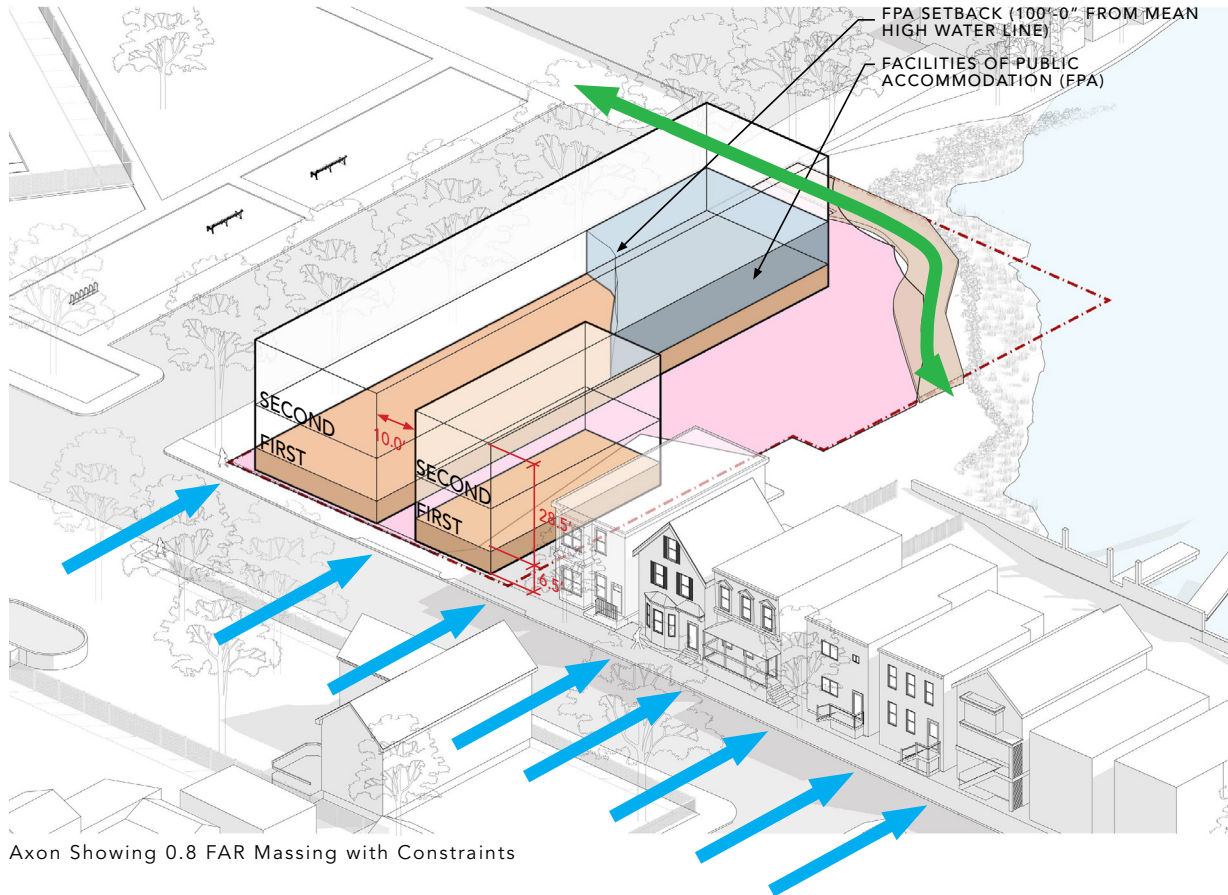 FPA SETBACK (100'-0" FROM MEAN
HIGH WATER LINE)
FACILITIES OF PUBLIC
ACCOMMODATION (FPA)
SECOND
10.0'
FIRST
SECOND
FIRST
28.5'
6.5'
Axon Showing 0.8 FAR Massing with Constraints